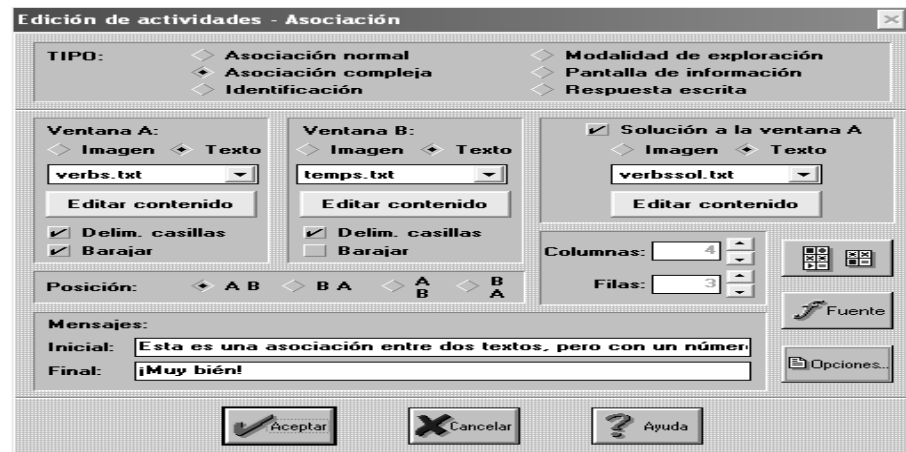 Edición de actividades - Asociación
TIPO:
Asociación normal
Asociación compleja
Identificación
Modalidad de exploración
Pantalla de información
Respuesta escrita
Ventana A:
Imagen Texto
verbs.txt
Editar contenido
Delim. casillas
Barajar
Ventana B:
Imagen Texto
temps.txt
Editar contenido
Delim. casillas
Barajar
Solución a la ventana A
Imagen Texto
verbssol.txt
Editar contenido
Columnas: 4
Filas: 3
Posición: A B B A A B B A
Fuente
Opciones...
Mensajes:
Inicial: Esta es una asociación entre dos textos, pero con un númer
Final: ¡Muy bién!
Aceptar Cancelar Ayuda